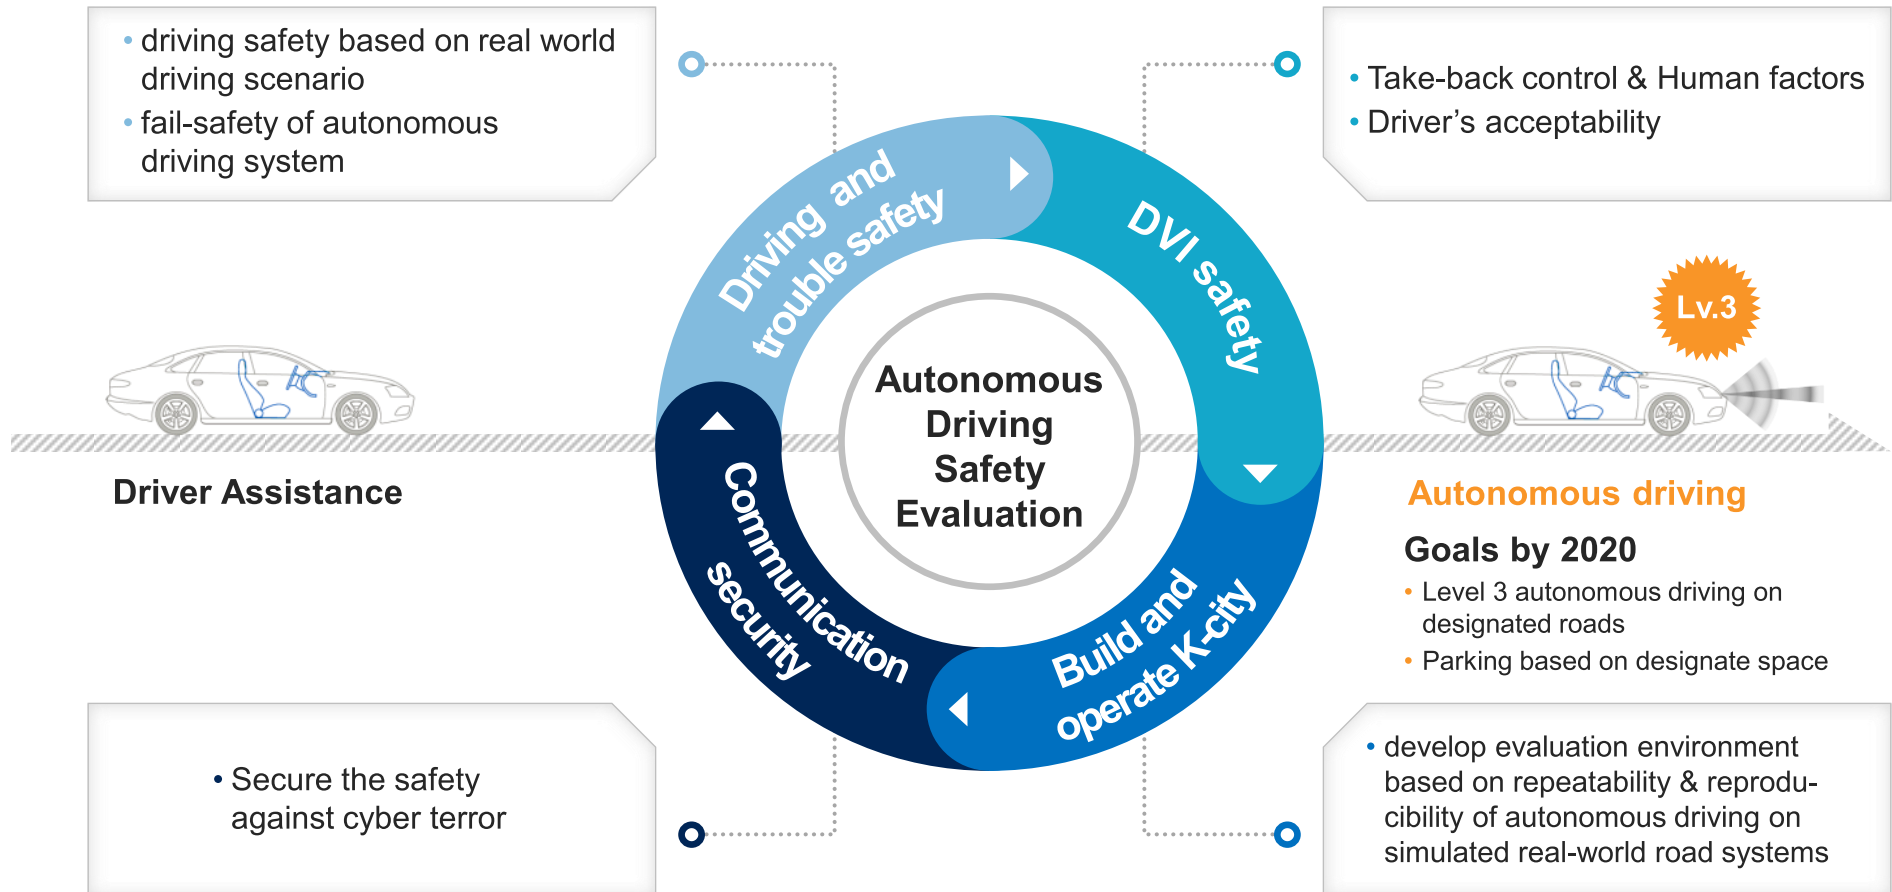 • driving safety based on real world
driving scenario
• fail-safety of autonomous
driving system
• Take-back control & Human factors
• Driver's acceptability
Driving and
trouble safety
DVI safety
Lv.3
Autonomous
Driving
Safety
Evaluation
Driver Assistance
Communication
security
Build and
operate K-city
Autonomous driving
Goals by 2020
• Level 3 autonomous driving on
designated roads
• Parking based on designate space
• Secure the safety
against cyber terror
• develop evaluation environment
based on repeatability & reprodu-
cibility of autonomous driving on
simulated real-world road systems